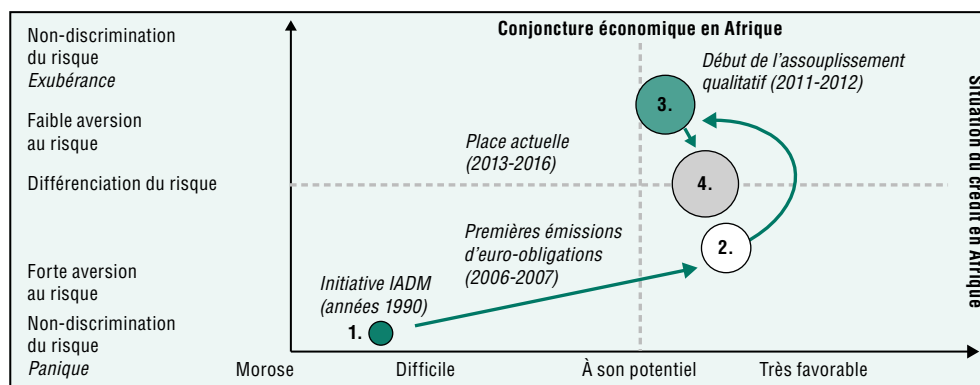 Conjoncture économique en Afrique
Non-discrimination
du risque
Exubérance
Faible aversion
au risque
Différenciation du risque
Forte aversion
au risque
Non-discrimination
du risque
Panique
Début de l'assouplissement
qualitatif (2011-2012)
3.
Place actuelle
(2013-2016)
4.
Premières émissions
d'euro-obligations
(2006-2007)
2.
Initiative IADM
(années 1990)
1.
Morose
Difficile
À son potentiel
Très favorable
Situation du crédit en Afrique